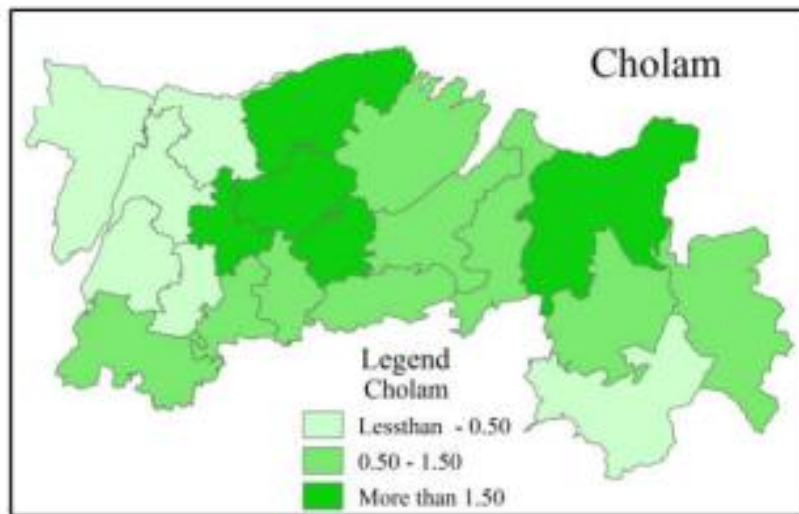 Cholam
Legend
Cholam
Lessthan - 0.50
0.50 - 1.50
More than 1.50